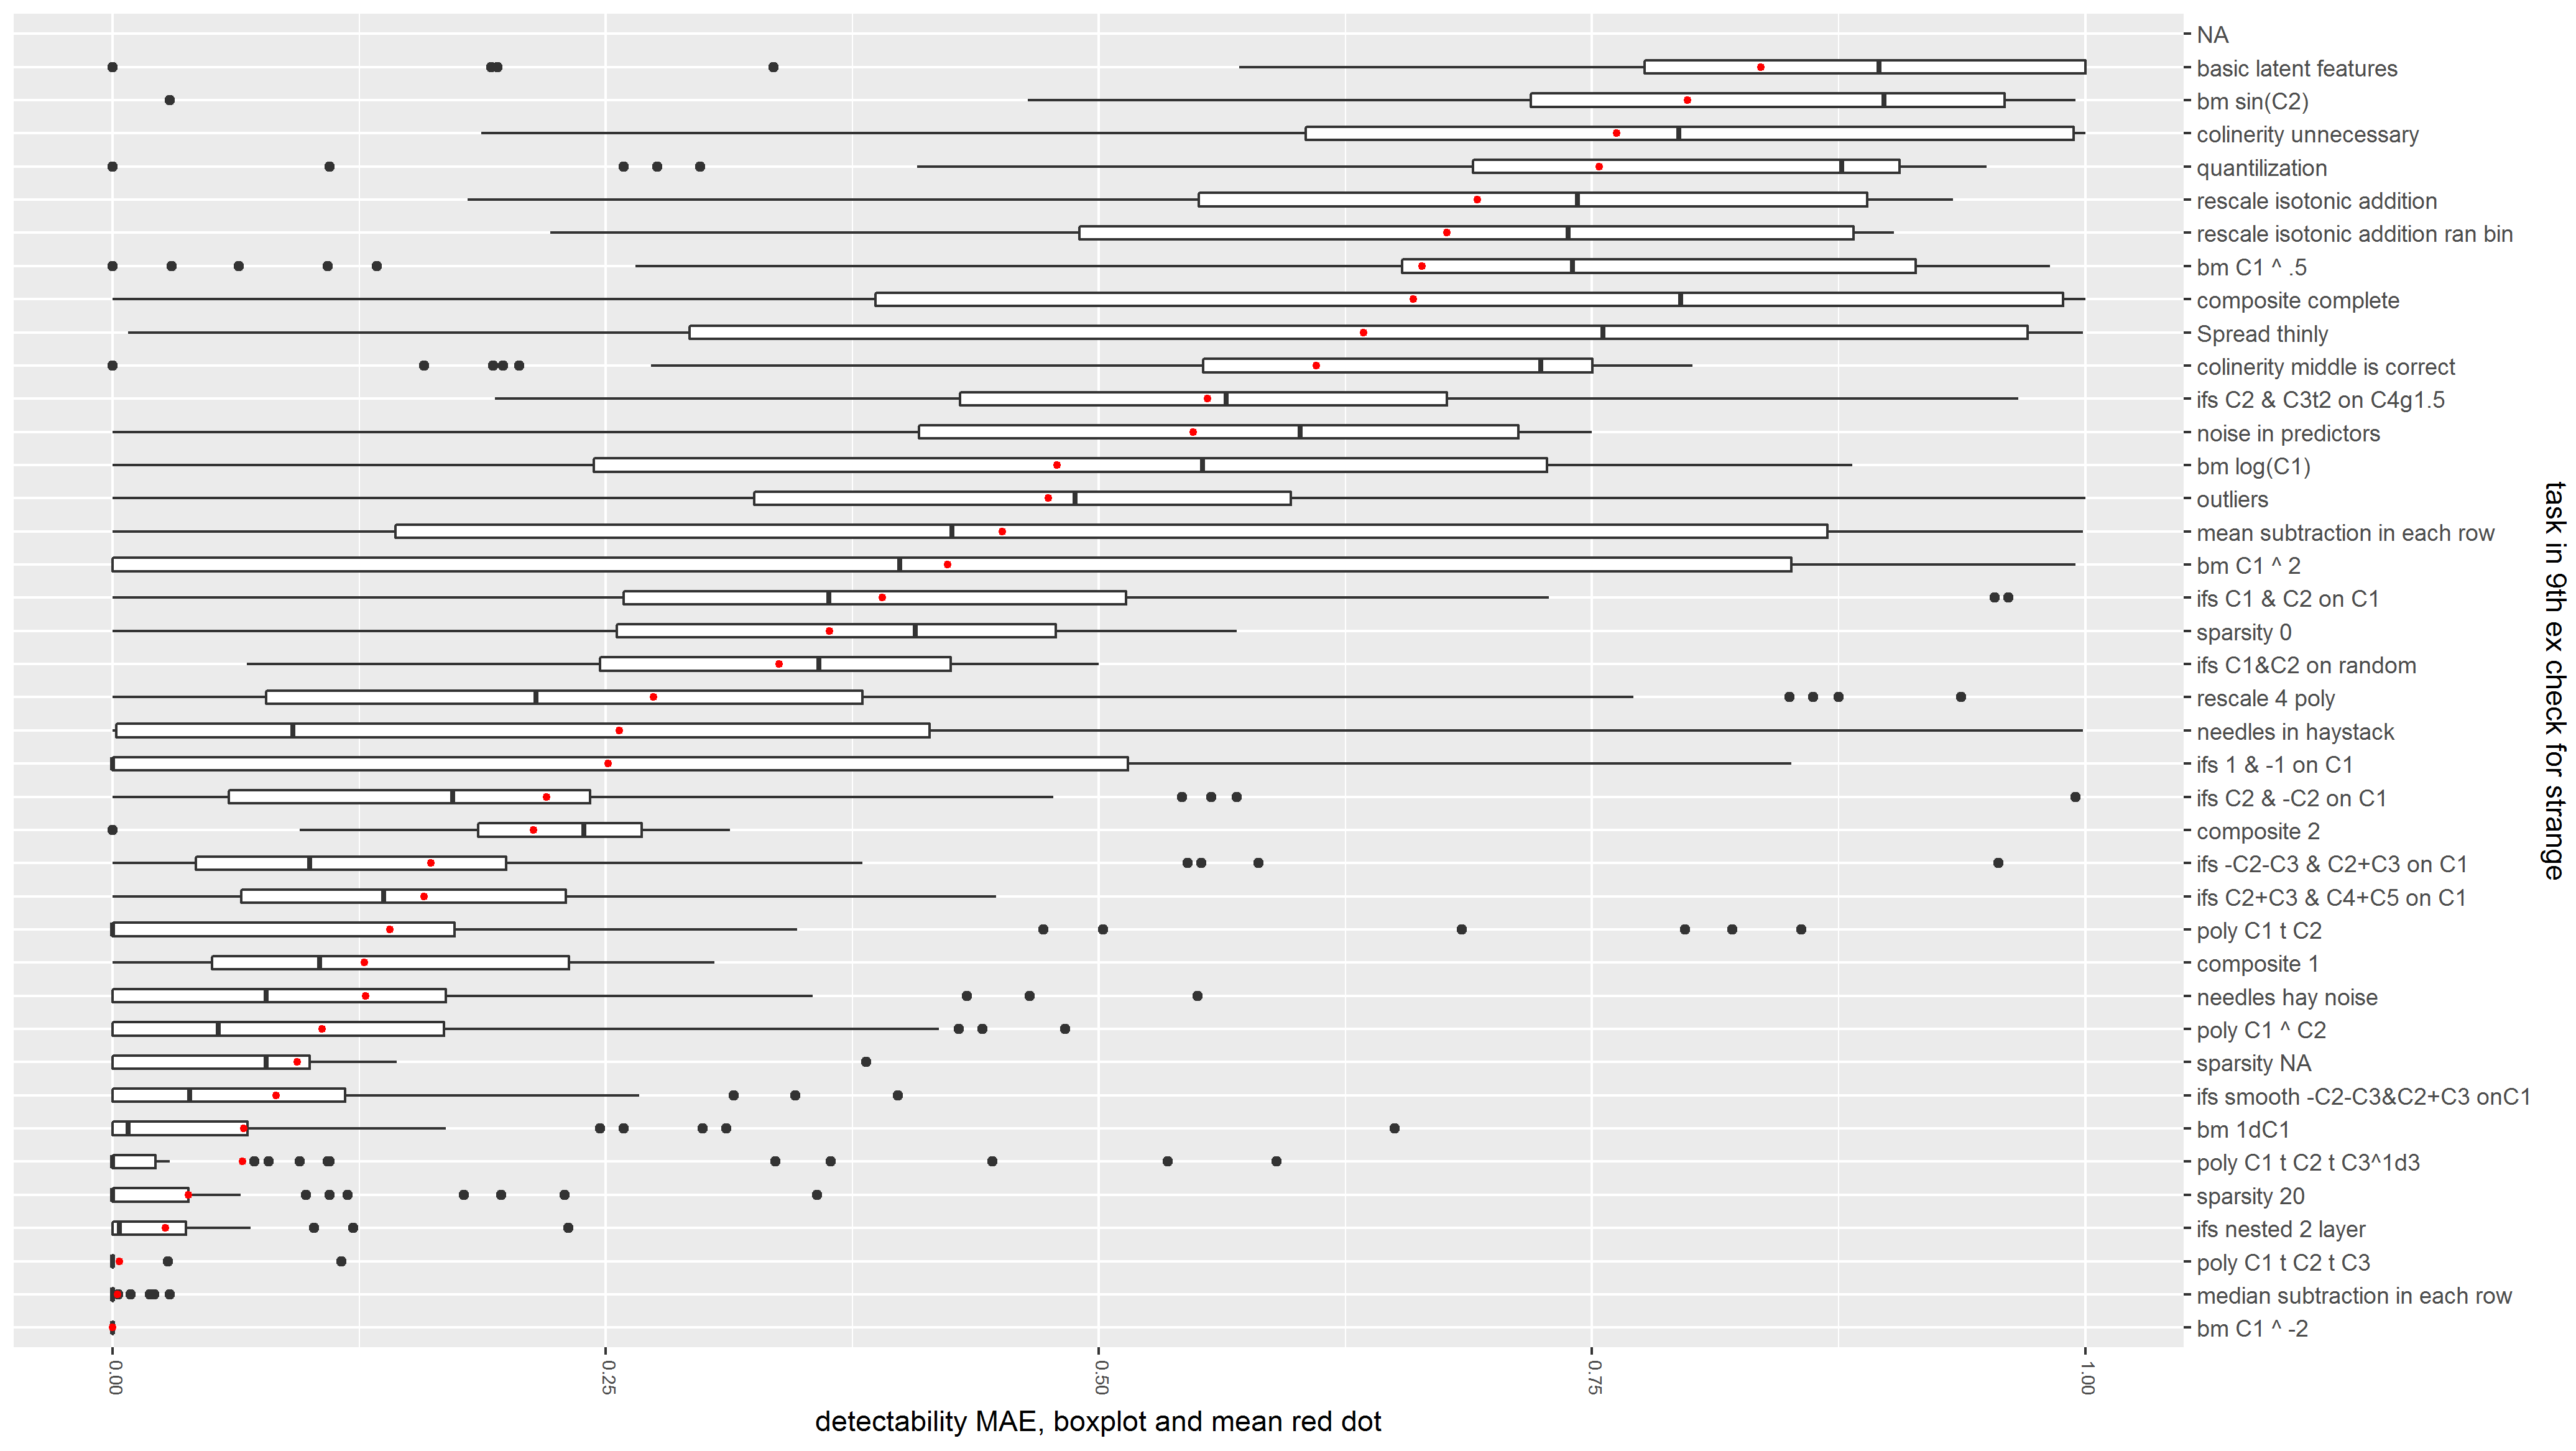 NA
basic latent features
bm sin(C2)
colinerity unnecessary
quantilization
rescale isotonic addition
rescale isotonic addition ran bin
bm C1 ^ .5
composite complete
Spread thinly
colinerity middle is correct
ifs C2 & C3t2 on C4g1.5
noise in predictors
bm log(C1)
outliers
mean subtraction in each row
bm C1 ^ 2
ifs C1 & C2 on C1
sparsity 0
ifs C1&C2 on random
rescale 4 poly
needles in haystack
ifs 1 & -1 on C1
ifs C2 & -C2 on C1
composite 2
ifs -C2-C3 & C2+C3 on C1
ifs C2+C3 & C4+C5 on C1
poly C1 t C2
composite 1
needles hay noise
poly C1 ^ C2
sparsity NA
ifs smooth -C2-C3&C2+C3 onC1
bm 1dC1
poly C1 t C2 t C3^1d3
sparsity 20
ifs nested 2 layer
poly C1 t C2 t C3
median subtraction in each row
bm C1 ^ -2
task in 9th ex check for strange
0.00
0.25
0.50
0.75
1.00
detectability MAE, boxplot and mean red dot